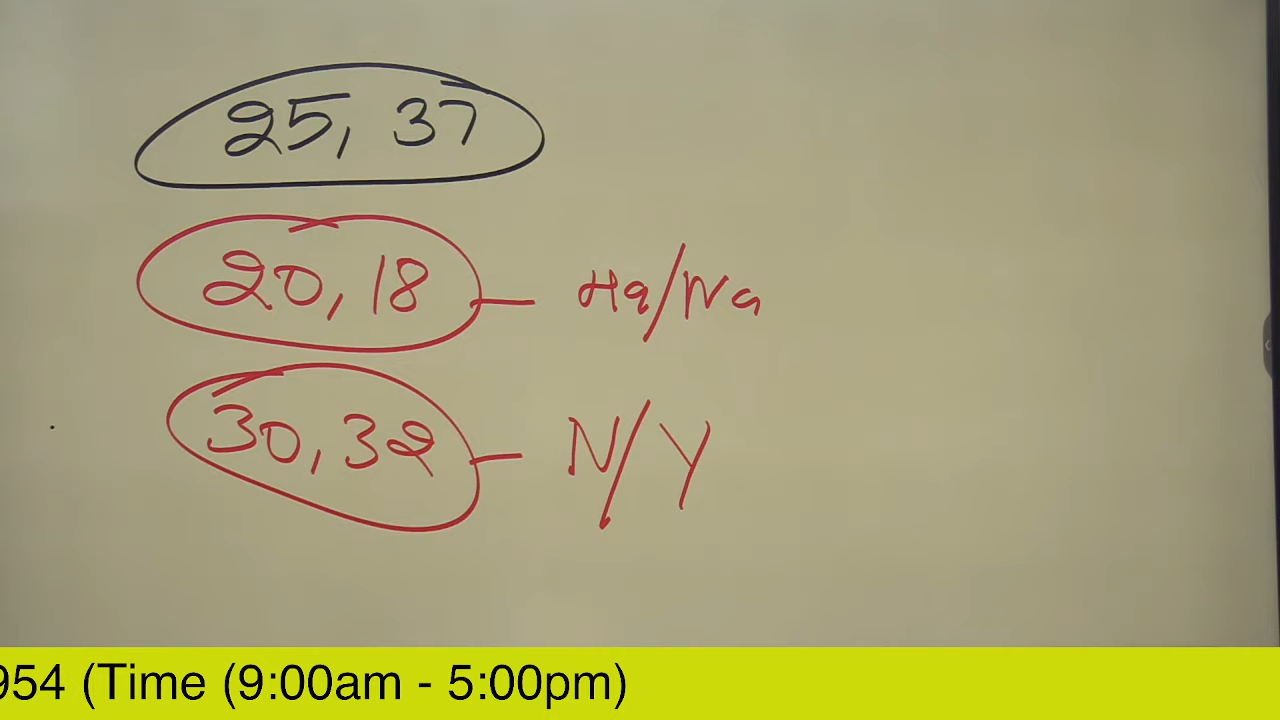 25, 37
20, 18 — Ha/Na
30, 32 — N/Y
954 (Time (9:00am - 5:00pm)